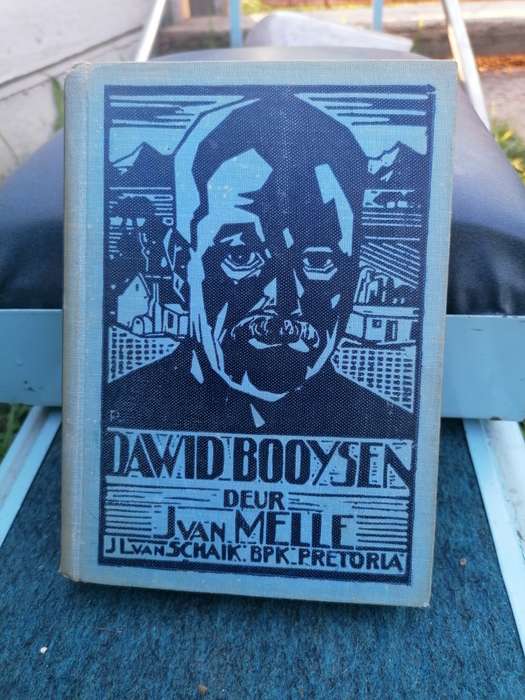 DAWID BOOYSEN
DEUR
J VAN MELLE
J L VAN SCHAIK. BPK. PRETORIA